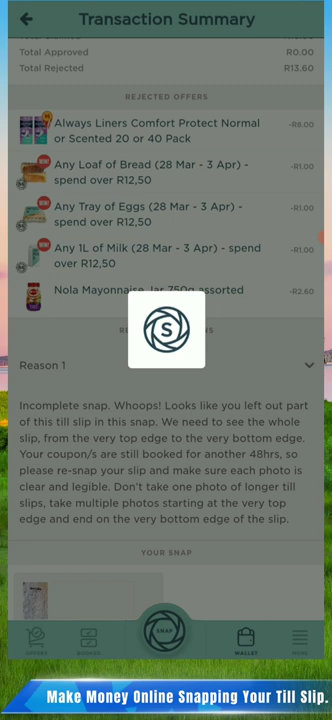 Transaction Summary
Total Approved R0.00
Total Rejected R13.60
REJECTED OFFERS
Always Liners Comfort Protect Normal -R8.00
or Scented 20 or 40 Pack
Any Loaf of Bread (28 Mar - 3 Apr) - -R1.00
spend over R12,50
Any Tray of Eggs (28 Mar - 3 Apr) - -R1.00
spend over R12,50
Any 1L of Milk (28 Mar - 3 Apr) - spend -R1.00
over R12,50
Nola Mayonnaise Jar 750g assorted -R2.60
S
Reason 1
Incomplete snap. Whoops! Looks like you left out part
of this till slip in this snap. We need to see the whole
slip, from the very top edge to the very bottom edge.
Your coupon/s are still booked for another 48hrs, so
please re-snap your slip and make sure each photo is
clear and legible. Don't take one photo of longer till
slips, take multiple photos starting at the very top
edge and end on the very bottom edge of the slip.
YOUR SNAP
SNAP
OFFERS BOOKED WALLET MORE
Make Money Online Snapping Your Till Slip.